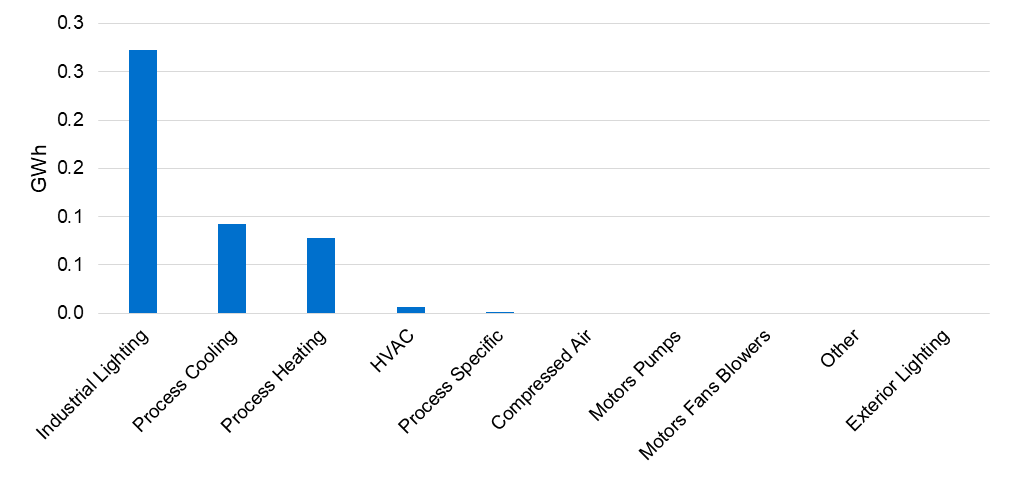 0.3
0.3
0.2
0.2
0.1
0.1
0.0
GWh
Industrial Lighting
Process Cooling
Process Heating
HVAC
Process Specific
Compressed Air
Motors Pumps
Motors Fans Blowers
Other
Exterior Lighting